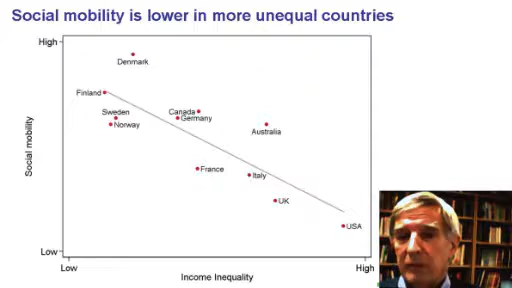 Social mobility is lower in more unequal countries
High
Denmark
Finland
Sweden
Canada
Norway
Germany
Australia
France
Italy
UK
USA
Social mobility
Low
Low
High
Income Inequality